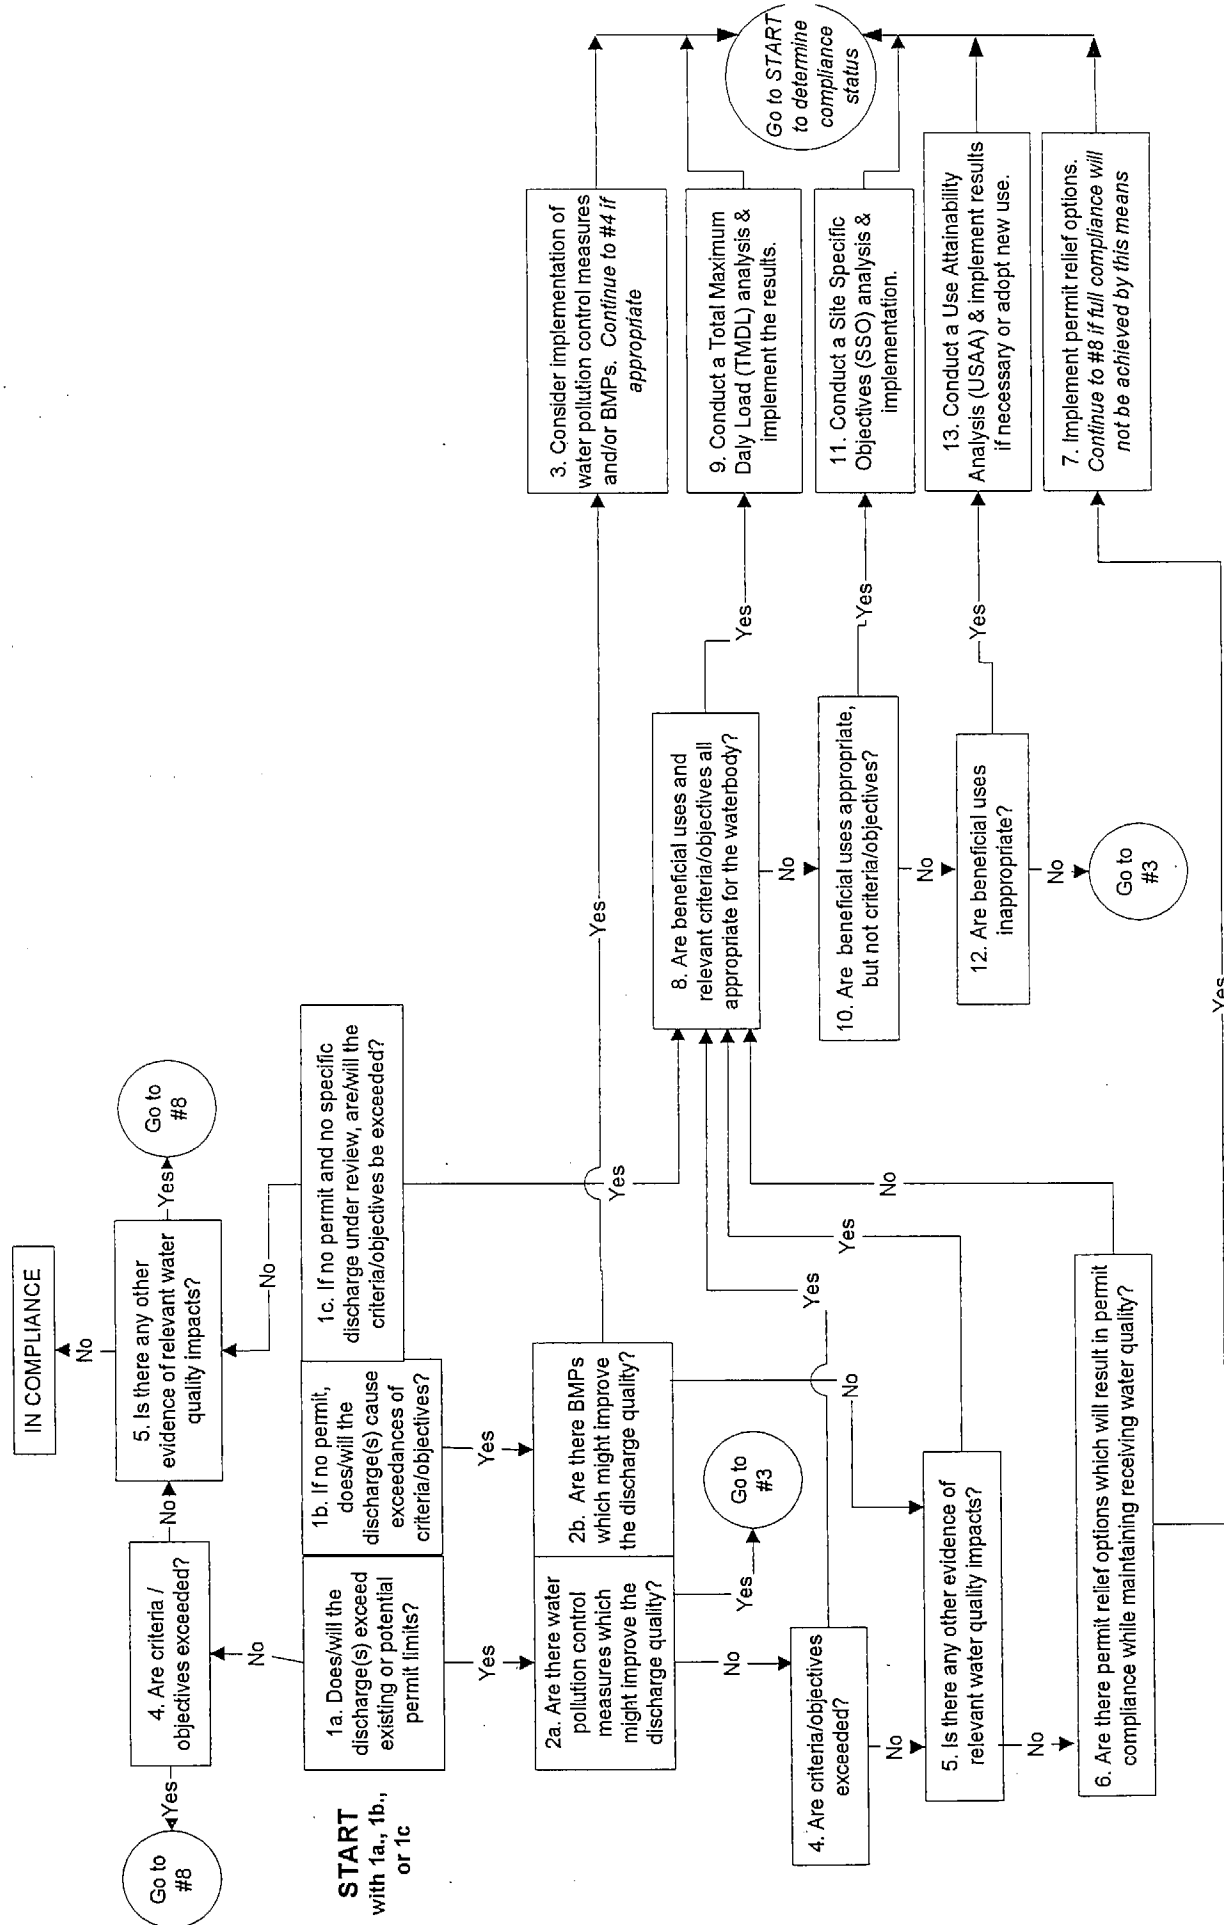 IN COMPLIANCE
No
Go to
#8
Yes
4. Are criteria /
objectives exceeded?
No
5. Is there any other
evidence of relevant water
quality impacts?
Yes
Go to
#8
No
No
START
with 1a., 1b.,
or 1c
1a. Does/will the
discharge(s) exceed
existing or potential
permit limits?
1b. If no permit,
does/will the
discharge(s) cause
exceedances of
criteria/objectives?
1c. If no permit and no specific
discharge under review, are/will the
criteria/objectives be exceeded?
Yes
Yes
Yes
2a. Are there water
pollution control
measures which
might improve the
discharge quality?
2b. Are there BMPs
which might improve
the discharge quality?
Yes
3. Consider implementation of
water pollution control measures
and/or BMPs. Continue to #4 if
appropriate
No
Yes
Go to
#3
No
4. Are criteria/objectives
exceeded?
Yes
No
5. Is there any other evidence of
relevant water quality impacts?
Yes
No
6. Are there permit relief options which will result in permit
compliance while maintaining receiving water quality?
No
Yes
8. Are beneficial uses and
relevant criteria/objectives all
appropriate for the waterbody?
Yes
9. Conduct a Total Maximum
Daly Load (TMDL) analysis &
implement the results.
No
10. Are beneficial uses appropriate,
but not criteria/objectives?
Yes
11. Conduct a Site Specific
Objectives (SSO) analysis &
implementation.
No
12. Are beneficial uses
inappropriate?
Yes
13. Conduct a Use Attainability
Analysis (USAA) & implement results
if necessary or adopt new use.
No
Go to
#3
7. Implement permit relief options.
Continue to #8 if full compliance will
not be achieved by this means
Go to START
to determine
compliance
status